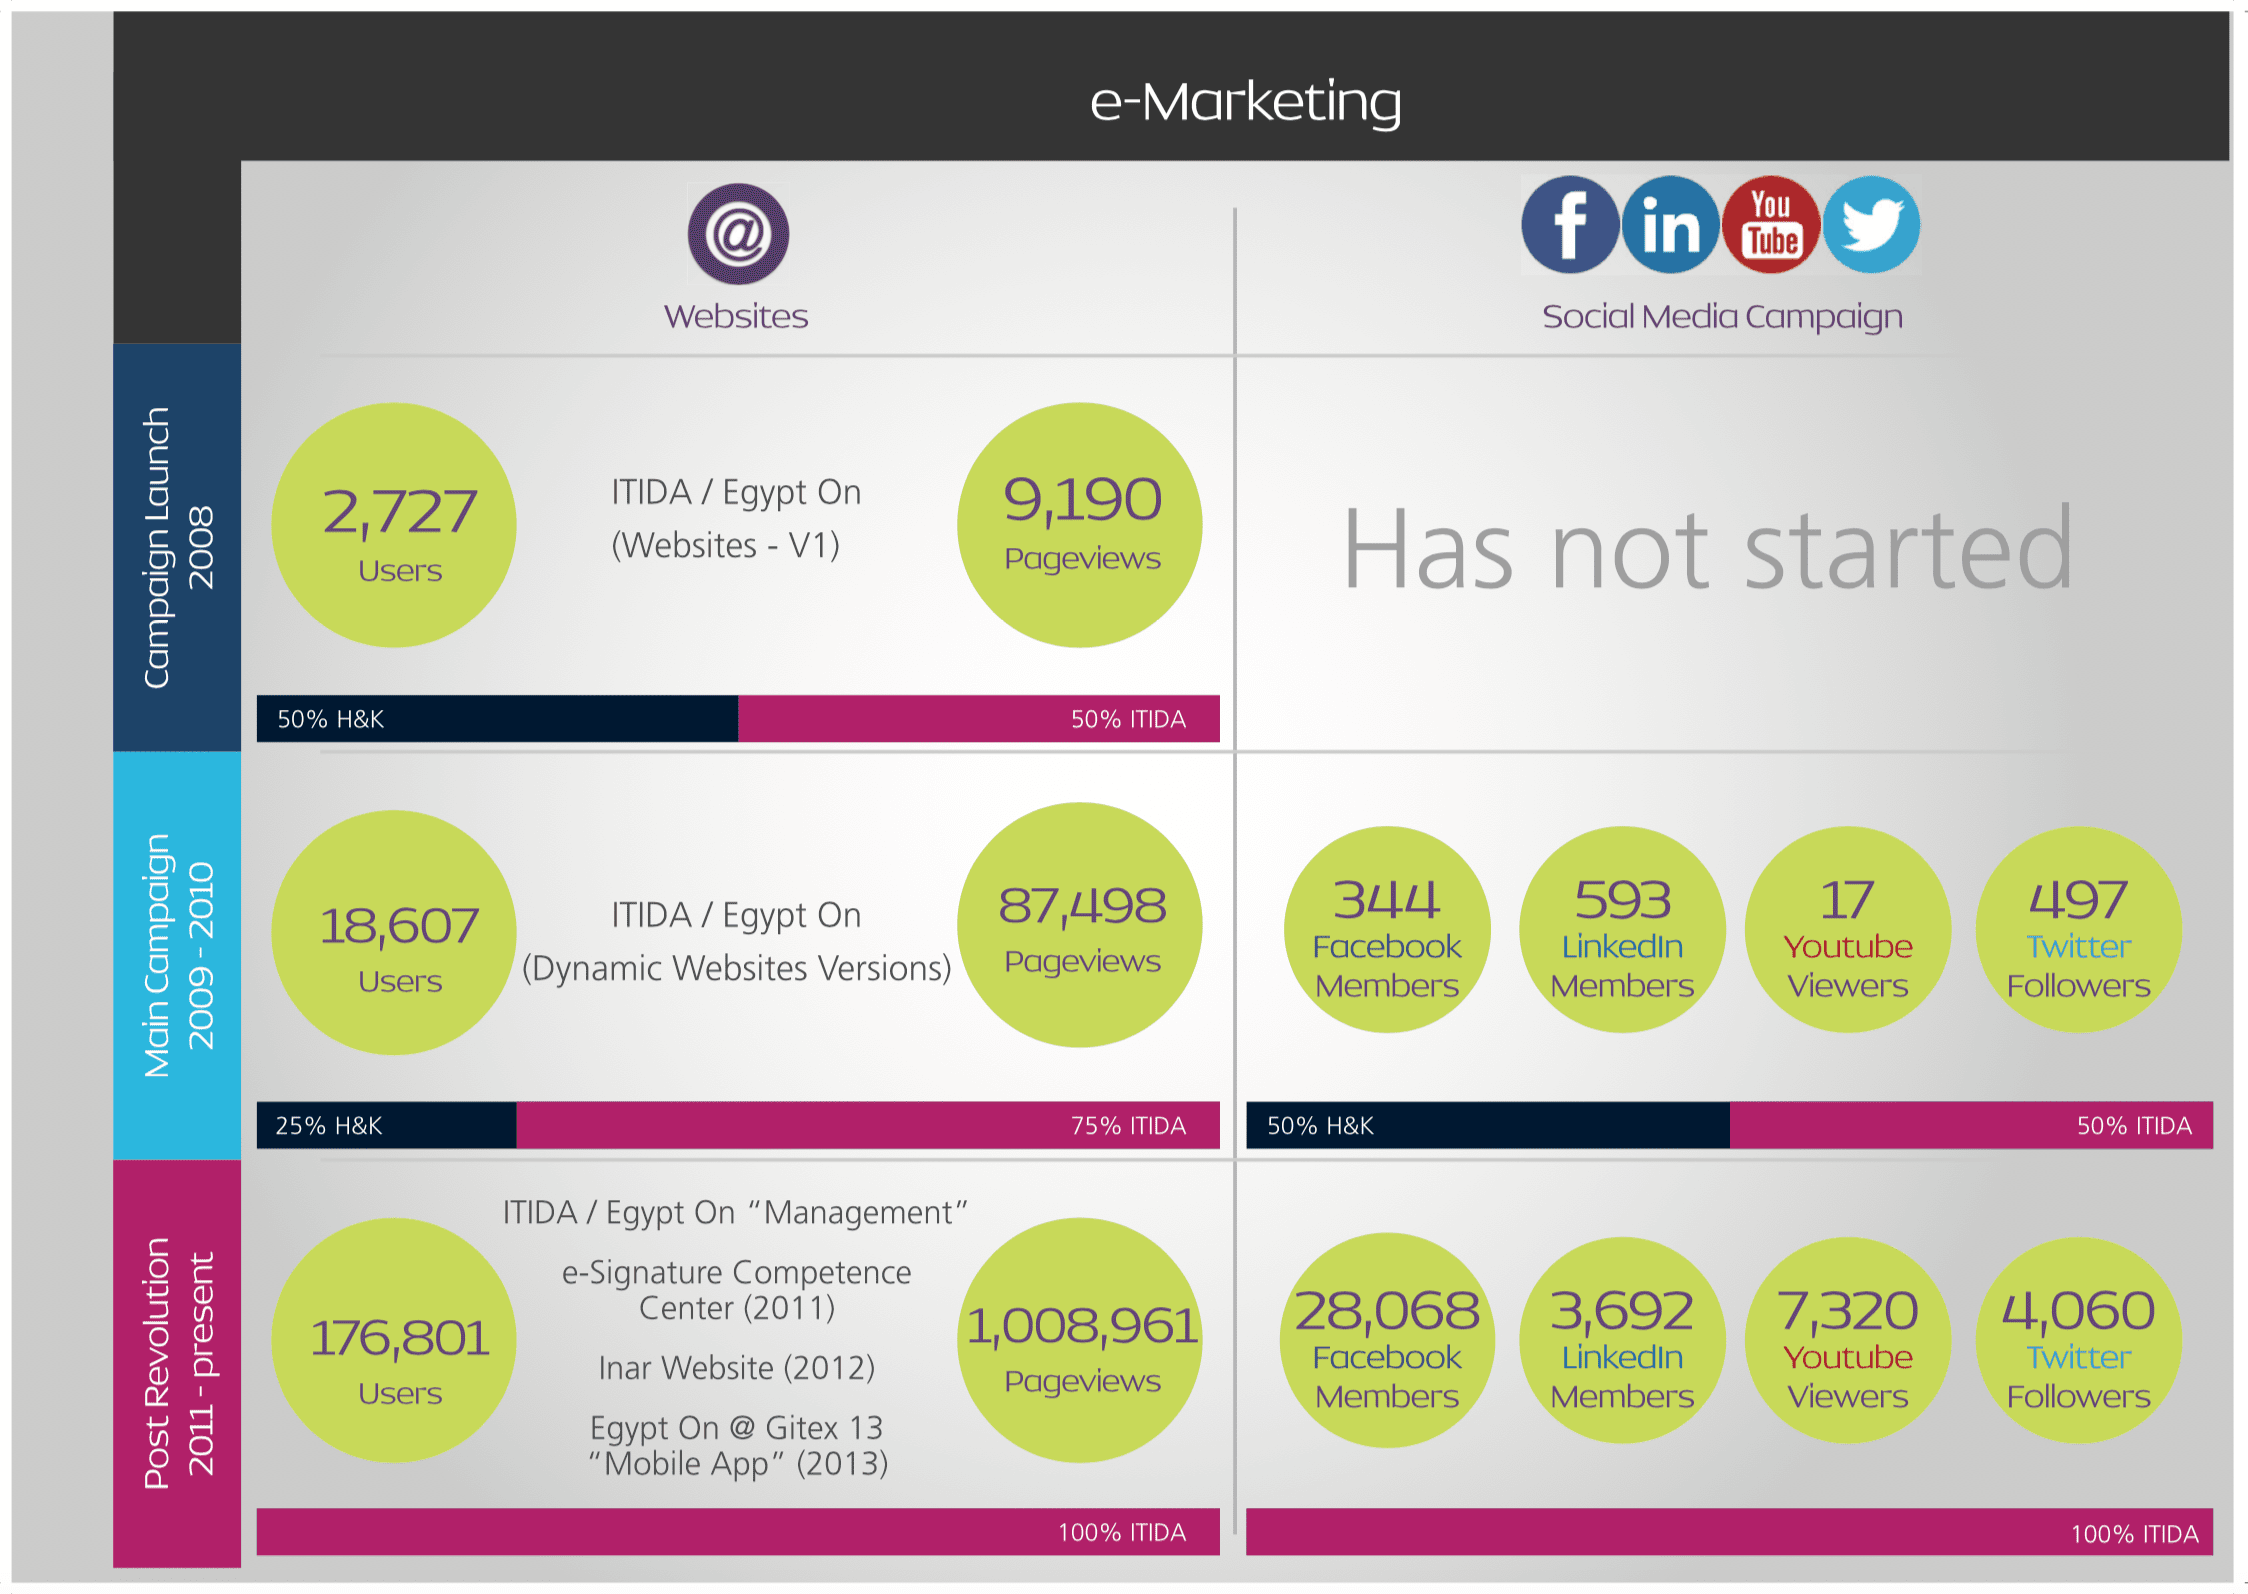 e-Marketing
Websites
You
Tube
Social Media Campaign
Campaign Launch
2008
2,727
Users
ITIDA / Egypt On
(Websites - V1)
9,190
Pageviews
Has not started
50% H&K
50% ITIDA
Main Campaign
2009 - 2010
18,607
Users
ITIDA / Egypt On
(Dynamic Websites Versions)
87,498
Pageviews
344
Facebook
Members
593
LinkedIn
Members
17
Youtube
Viewers
497
Twitter
Followers
25% H&K
75% ITIDA
50% H&K
50% ITIDA
Post Revolution
2011 - present
176,801
Users
ITIDA / Egypt On “Management”
e-Signature Competence
Center (2011)
Inar Website (2012)
Egypt On @ Gitex 13
“Mobile App” (2013)
1,008,961
Pageviews
28,068
Facebook
Members
3,692
LinkedIn
Members
7,320
Youtube
Viewers
4,060
Twitter
Followers
100% ITIDA
100% ITIDA